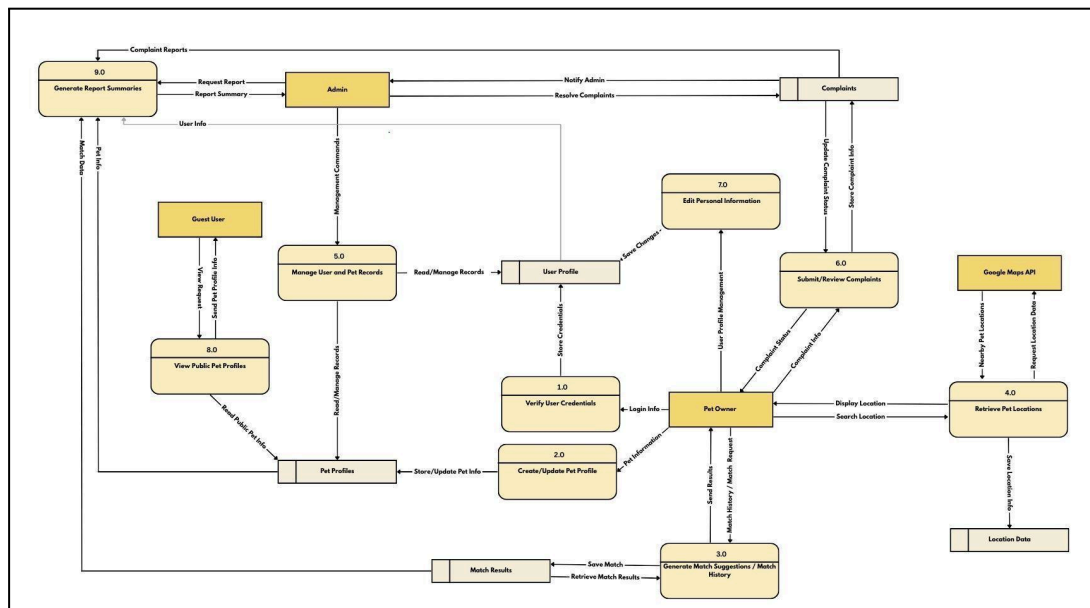 Complaint Reports
9.0
Generate Report Summaries
Request Report
Report Summary
Admin
Notify Admin
Resolve Complaints
Complaints
User Info
Match Data
Pet Info
Management Commands
Update Complaint Status
Store Complaint Info
7.0
Edit Personal Information
Guest User
View Request
Send Pet Profile Info
5.0
Manage User and Pet Records
Read/Manage Records
User Profile
Save Changes
6.0
Submit/Review Complaints
Google Maps API
User Profile Management
Nearby Pet Locations
Request Location Data
8.0
View Public Pet Profiles
Read/Manage Records
Store Credentials
Complaint Status
Complaint Info
1.0
Verify User Credentials
Login Info
Pet Owner
Display Location
Search Location
4.0
Retrieve Pet Locations
Read Public Pet Info
Pet Information
Pet Profiles
Store/Update Pet Info
2.0
Create/Update Pet Profile
Send Results
Match History / Match Request
Save Location Info
Location Data
3.0
Generate Match Suggestions / Match
History
Match Results
Save Match
Retrieve Match Results